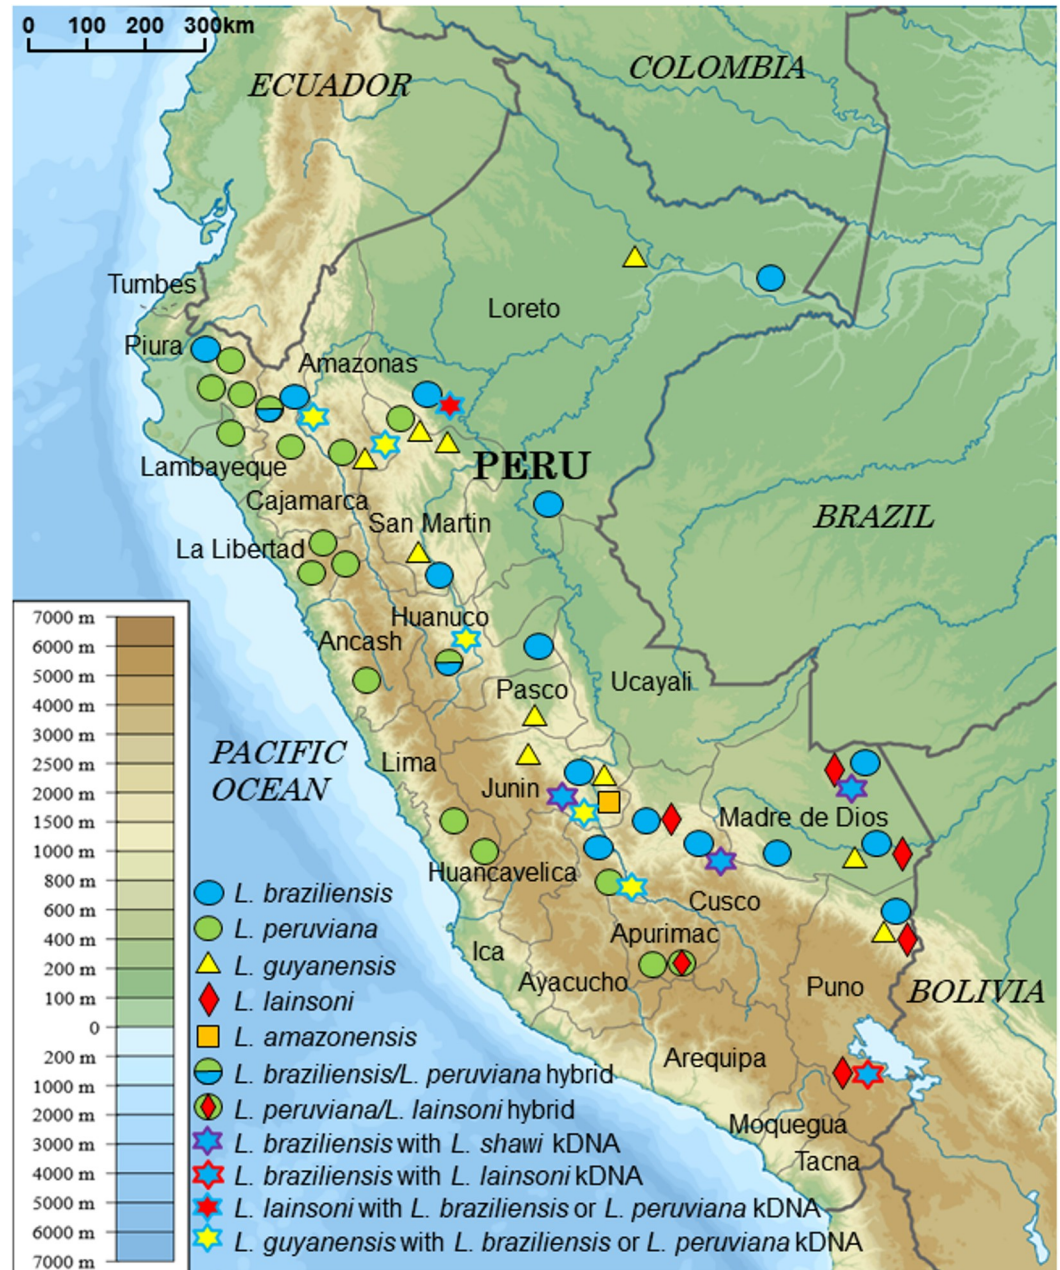 0 100 200 300km
ECUADOR
COLOMBIA
Tumbes
Loreto
Piura
Amazonas
Lambayeque
PERU
Cajamarca
San Martin
BRAZIL
La Libertad
Huanuco
Ancash
Pasco
Ucayali
PACIFIC
OCEAN
Lima
Junin
Madre de Dios
Huancavelica
Cusco
Apurimac
Ica
Ayacucho
Puno
BOLIVIA
Arequipa
Moquegua
Tacna
7000 m
6000 m
5000 m
4000 m
3000 m
2500 m
2000 m
1500 m
1000 m
800 m
600 m
400 m
200 m
100 m
0
200 m
1000 m
2000 m
3000 m
4000 m
5000 m
6000 m
7000 m
L. braziliensis
L. peruviana
L. guyanensis
L. lainsoni
L. amazonensis
L. braziliensis/L. peruviana hybrid
L. peruviana/L. lainsoni hybrid
L. braziliensis with L. shawi kDNA
L. braziliensis with L. lainsoni kDNA
L. lainsoni with L. braziliensis or L. peruviana kDNA
L. guyanensis with L. braziliensis or L. peruviana kDNA